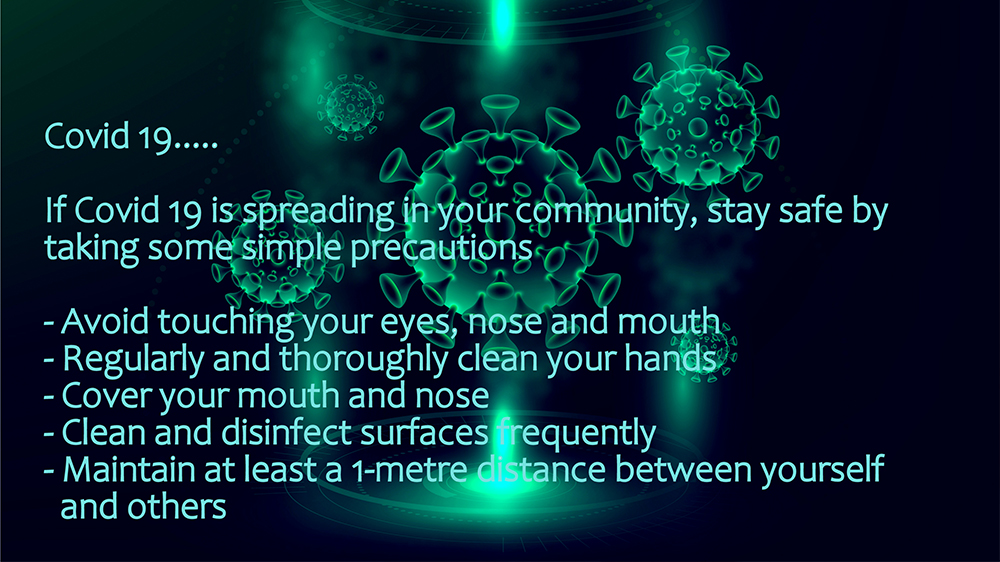 Covid 19.....
If Covid 19 is spreading in your community, stay safe by
taking some simple precautions
- Avoid touching your eyes, nose and mouth
- Regularly and thoroughly clean your hands
- Cover your mouth and nose
- Clean and disinfect surfaces frequently
- Maintain at least a 1-metre distance between yourself
and others